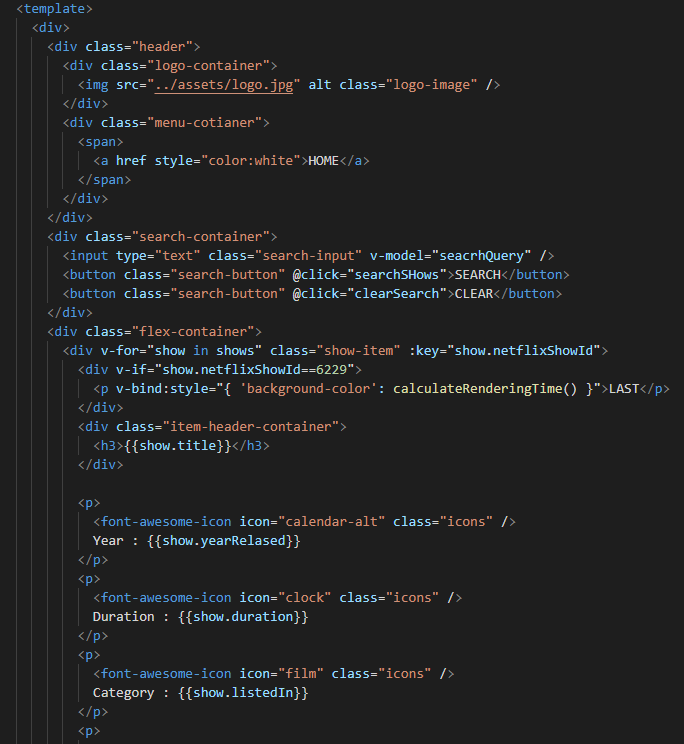 <template>
<div>
<div class="header">
<div class="logo-container">
<img src="../assets/logo.jpg" alt class="logo-image" />
</div>
<div class="menu-cotianer">
<span>
<a href style="color:white">HOME</a>
</span>
</div>
</div>
<div class="search-container">
<input type="text" class="search-input" v-model="seacrhQuery" />
<button class="search-button" @click="searchSHows">SEARCH</button>
<button class="search-button" @click="clearSearch">CLEAR</button>
</div>
<div class="flex-container">
<div v-for="show in shows" class="show-item" :key="show.netflixShowId">
<div v-if="show.netflixShowId==6229">
<p v-bind:style="{ 'background-color': calculateRenderingTime() }">LAST</p>
</div>
<div class="item-header-container">
<h3>{{show.title}}</h3>
</div>
<p>
<font-awesome-icon icon="calendar-alt" class="icons" />
Year : {{show.yearRelased}}
</p>
<p>
<font-awesome-icon icon="clock" class="icons" />
Duration : {{show.duration}}
</p>
<p>
<font-awesome-icon icon="film" class="icons" />
Category : {{show.listedIn}}
</p>
<p>